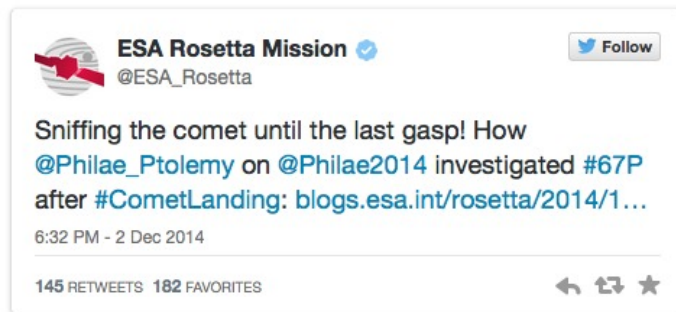 ESA Rosetta Mission
Follow
@ESA_Rosetta
Sniffing the comet until the last gasp! How
@Philae_Ptolemy on @Philae2014 investigated #67P
after #CometLanding: blogs.esa.int/rosetta/2014/1...
6:32 PM - 2 Dec 2014
145 RETWEETS 182 FAVORITES